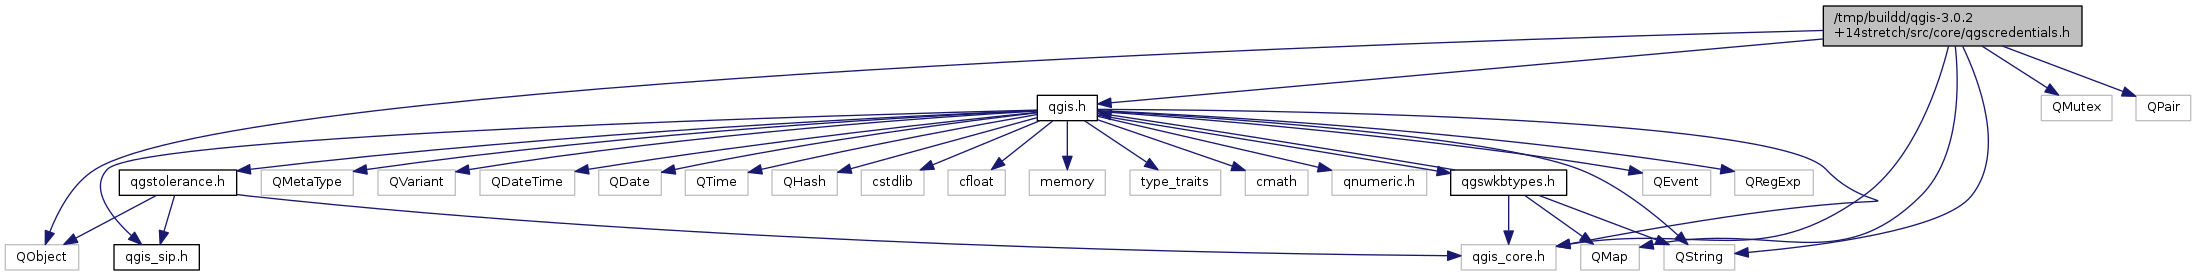 /tmp/buildd/qgis-3.0.2
+14stretch/src/core/qgscredentials.h
qgis.h
QMutex
QPair
qgstolerance.h
QMetaType
QVariant
QDateTime
QDate
QTime
QHash
cstdlib
cfloat
memory
type_traits
cmath
qnumeric.h
qgswkbtypes.h
QEvent
QRegExp
QObject
qgis_sip.h
qgis_core.h
QMap
QString